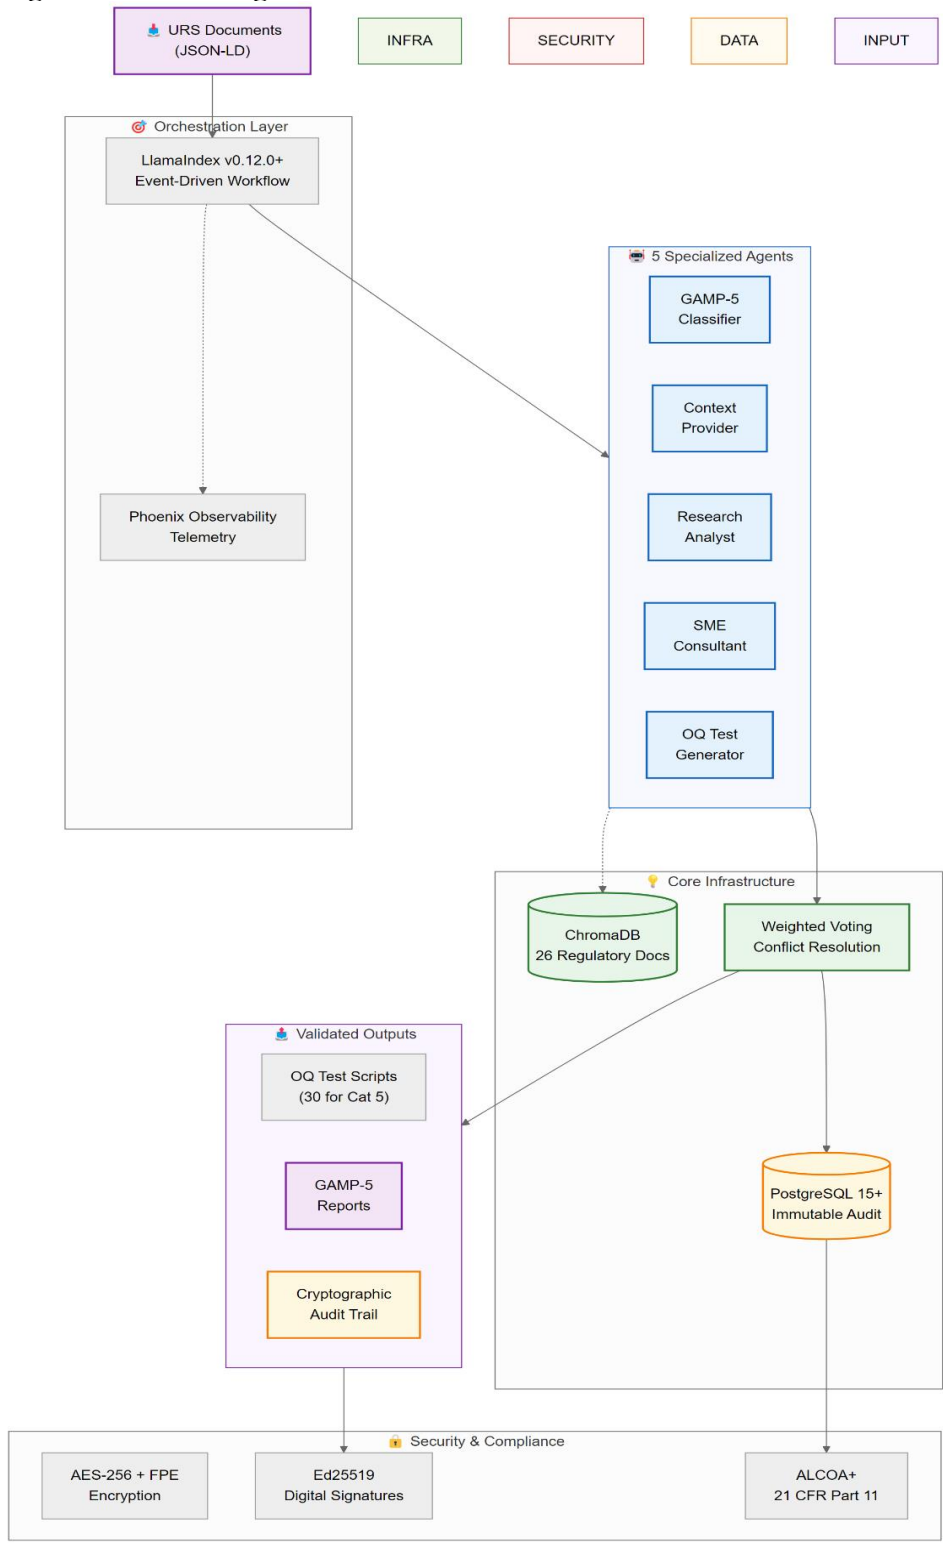 URS Documents
(JSON-LD)
INFRA
SECURITY
DATA
INPUT
Orchestration Layer
LlamaIndex v0.12.0+
Event-Driven Workflow
Phoenix Observability
Telemetry
5 Specialized Agents
GAMP-5
Classifier
Context
Provider
Research
Analyst
SME
Consultant
OQ Test
Generator
Core Infrastructure
ChromaDB
26 Regulatory Docs
Weighted Voting
Conflict Resolution
PostgreSQL 15+
Immutable Audit
Validated Outputs
OQ Test Scripts
(30 for Cat 5)
GAMP-5
Reports
Cryptographic
Audit Trail
Security & Compliance
AES-256 + FPE
Encryption
Ed25519
Digital Signatures
ALCOA+
21 CFR Part 11